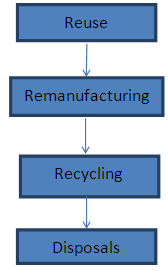 Reuse
Remanufacturing
Recycling
Disposals